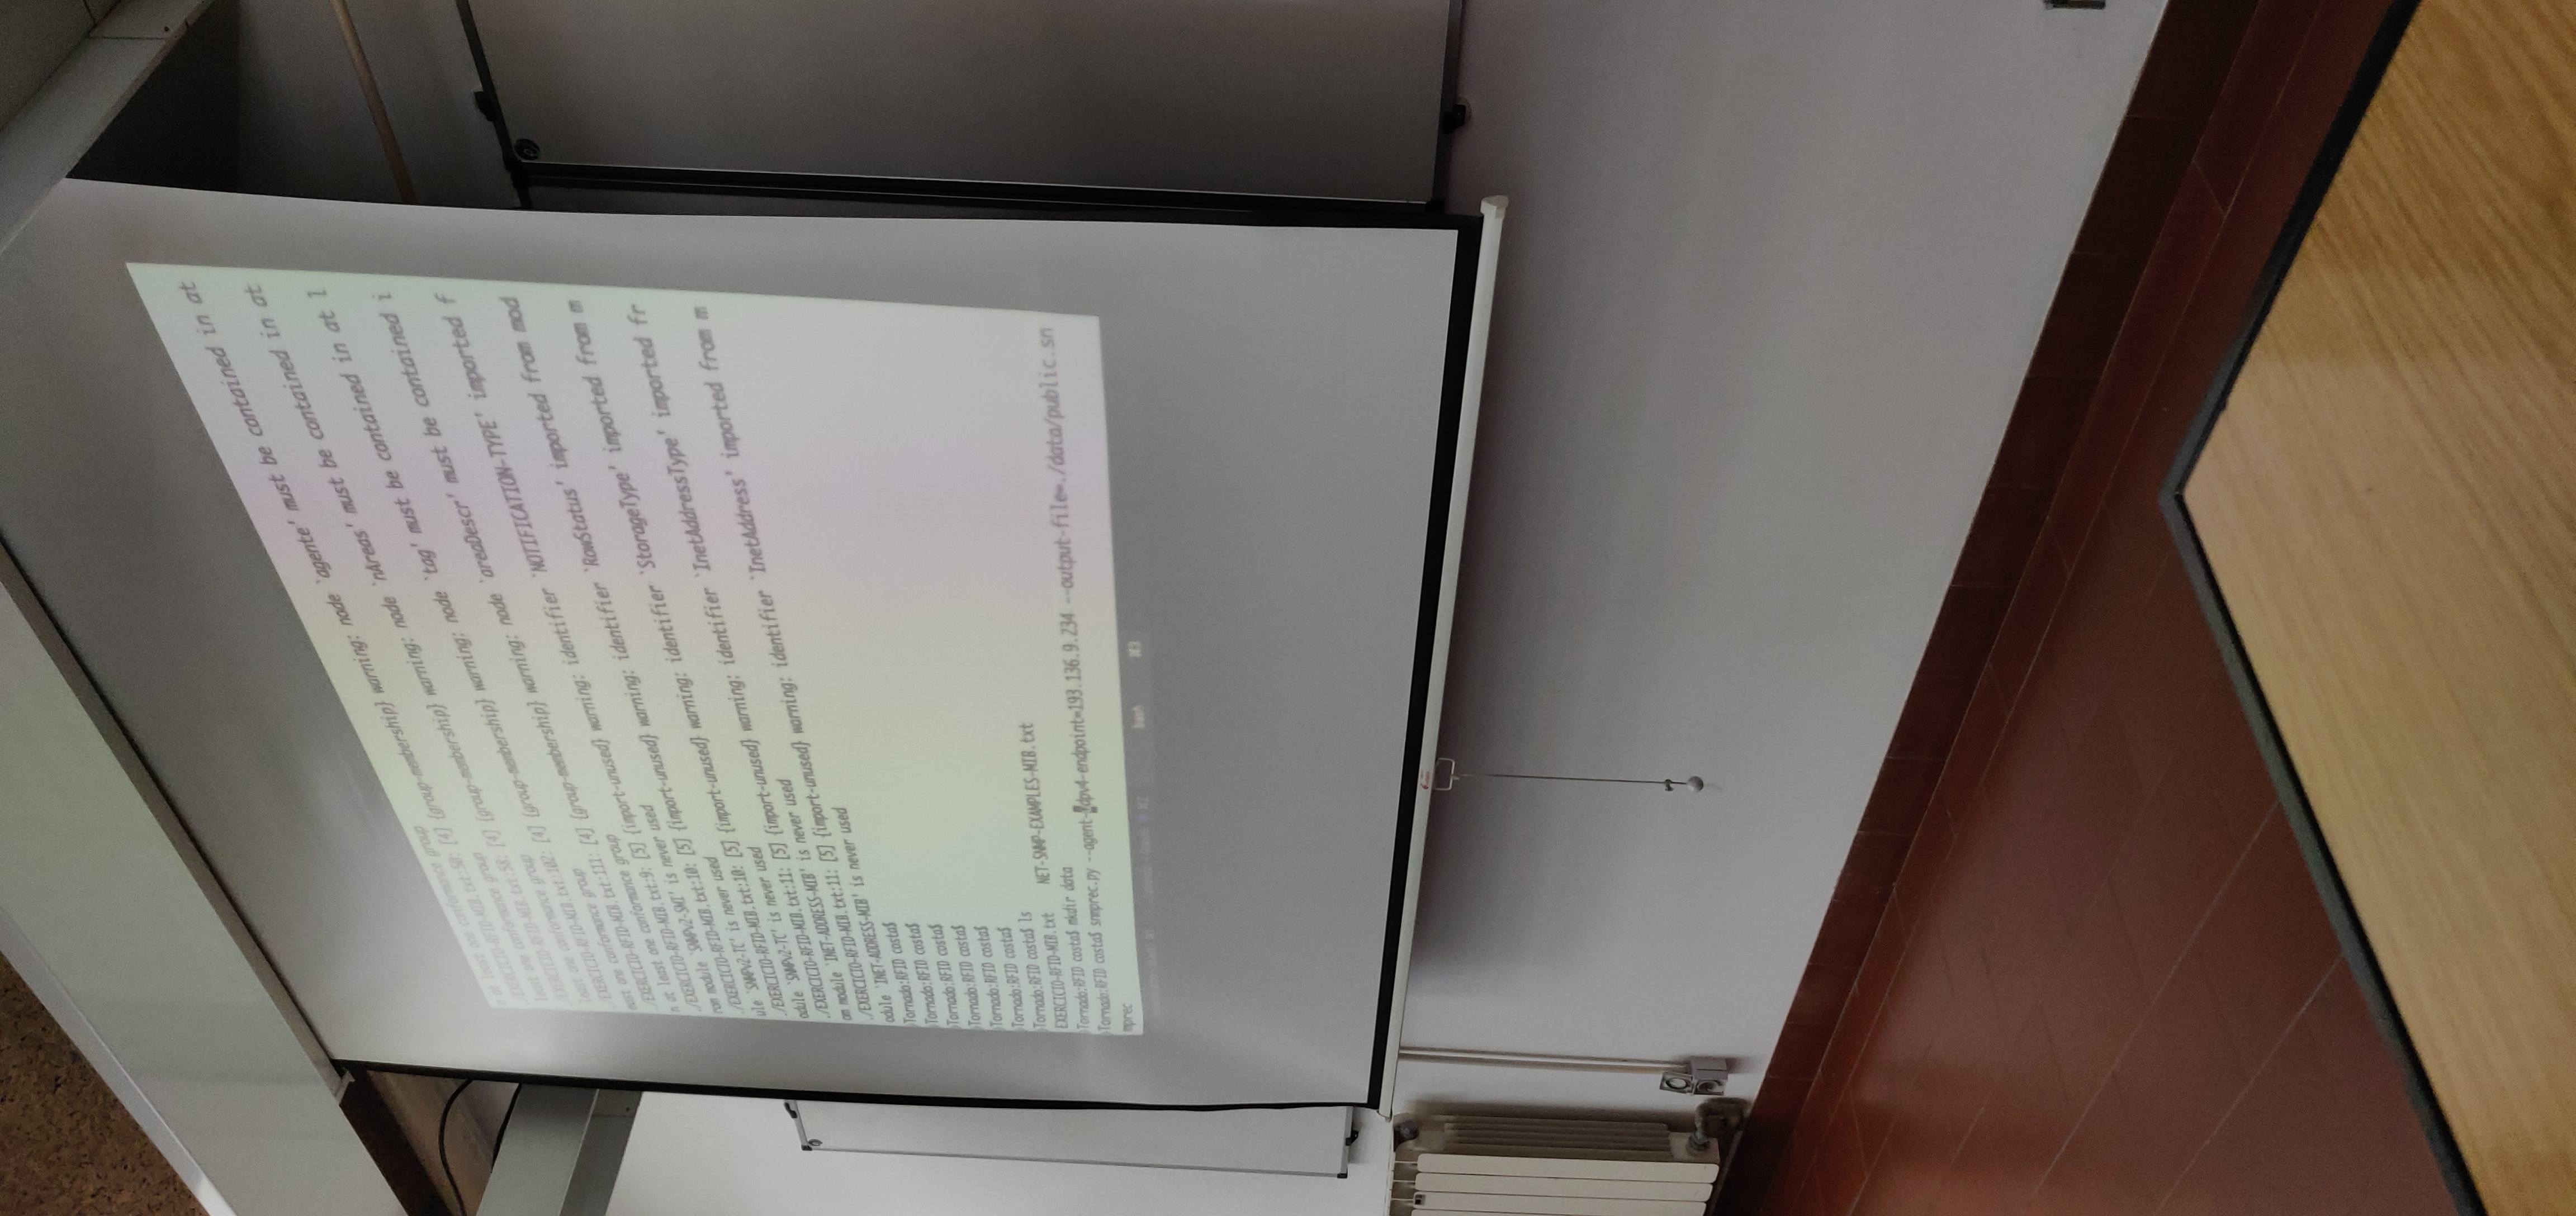 n at least one conformance group
./EXERCICIO-RFID-MIB.txt:50: [4] {group-membership} warning: node `agente' must be contained in at
least one conformance group
./EXERCICIO-RFID-MIB.txt:58: [4] {group-membership} warning: node `nAreas' must be contained in at
least one conformance group
./EXERCICIO-RFID-MIB.txt:102: [4] {group-membership} warning: node `tag' must be contained in at l
east one conformance group
./EXERCICIO-RFID-MIB.txt:111: [4] {group-membership} warning: node `areaDescr' must be contained i
n at least one conformance group
./EXERCICIO-RFID-MIB.txt:9: [5] {import-unused} warning: identifier `NOTIFICATION-TYPE' imported f
rom module `SNMPv2-SMI' is never used
./EXERCICIO-RFID-MIB.txt:10: [5] {import-unused} warning: identifier `RowStatus' imported from mod
ule `SNMPv2-TC' is never used
./EXERCICIO-RFID-MIB.txt:10: [5] {import-unused} warning: identifier `StorageType' imported from m
odule `SNMPv2-TC' is never used
./EXERCICIO-RFID-MIB.txt:11: [5] {import-unused} warning: identifier `InetAddressType' imported fr
om module `INET-ADDRESS-MIB' is never used
./EXERCICIO-RFID-MIB.txt:11: [5] {import-unused} warning: identifier `InetAddress' imported from m
odule `INET-ADDRESS-MIB' is never used
Tornado:RFID costa$
Tornado:RFID costa$
Tornado:RFID costa$
Tornado:RFID costa$
Tornado:RFID costa$
Tornado:RFID costa$
Tornado:RFID costa$ ls
EXERCICIO-RFID-MIB.txt NET-SNMP-EXAMPLES-MIB.txt
Tornado:RFID costa$ mkdir data
Tornado:RFID costa$ snmprec.py --agent-udpv4-endpoint=193.136.9.234 --output-file=./data/public.sn
mprec
bash ⌘3